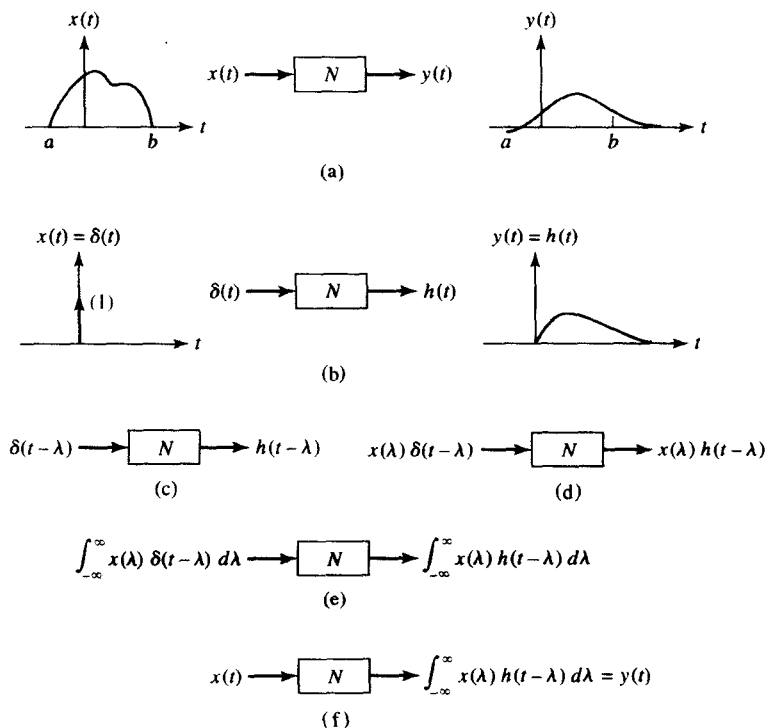 x(t) y(t)
x(t) N y(t)
a b t a b t
(a)
x(t) = δ(t) y(t) = h(t)
(1) δ(t) N h(t)
t t
(b)
δ(t − λ) N h(t − λ) x(λ) δ(t − λ) N x(λ) h(t − λ)
(c) (d)
∫_{-∞}^{∞} x(λ) δ(t − λ) dλ N ∫_{-∞}^{∞} x(λ) h(t − λ) dλ
(e)
x(t) N ∫_{-∞}^{∞} x(λ) h(t − λ) dλ = y(t)
(f)